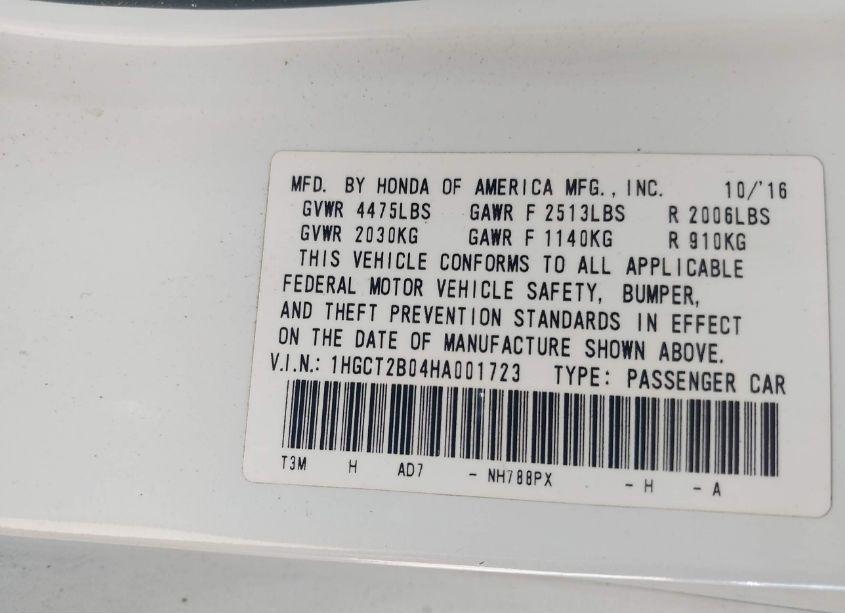 MFD. BY HONDA OF AMERICA MFG., INC. 10/'16
GVWR 4475LBS GAWR F 2513LBS R 2006LBS
GVWR 2030KG GAWR F 1140KG R 910KG
THIS VEHICLE CONFORMS TO ALL APPLICABLE
FEDERAL MOTOR VEHICLE SAFETY, BUMPER,
AND THEFT PREVENTION STANDARDS IN EFFECT
ON THE DATE OF MANUFACTURE SHOWN ABOVE.
V.I.N.: 1HGCT2B04HA001723 TYPE: PASSENGER CAR
T3M H AD7 - NH788PX - H - A